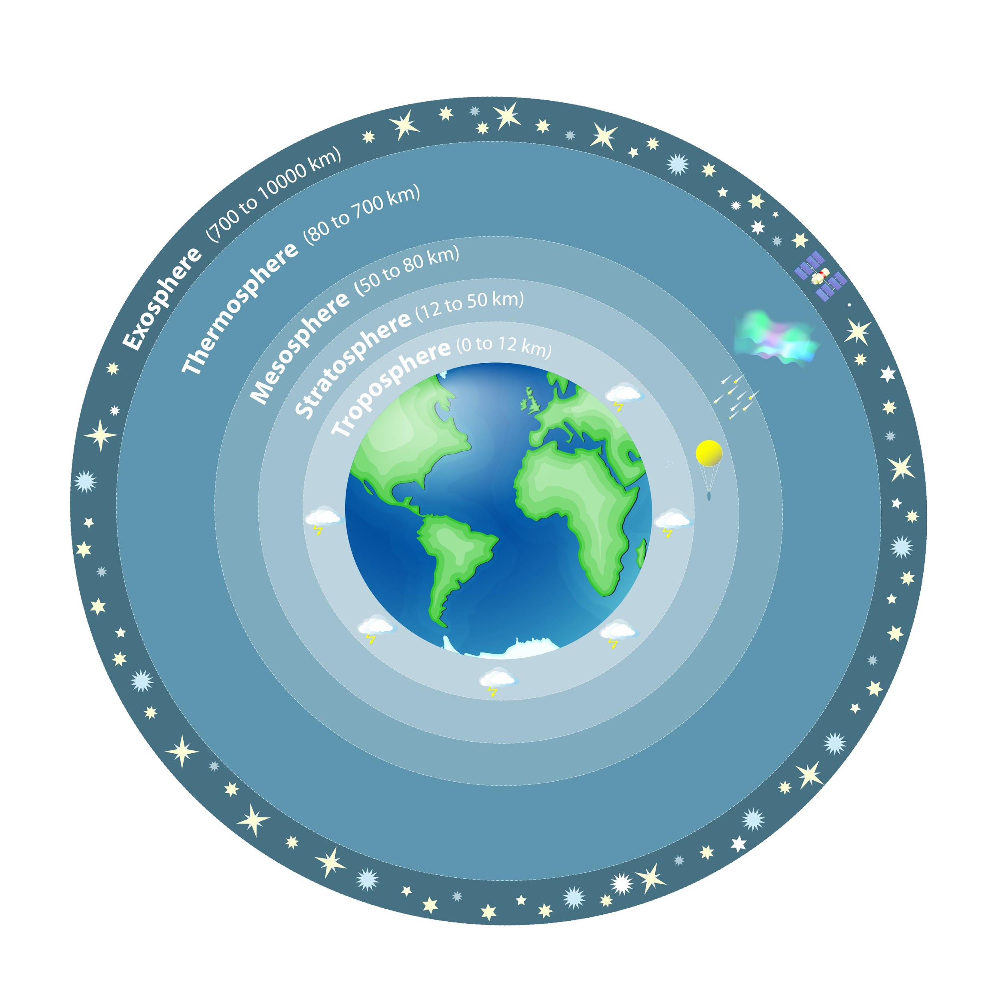 Exosphere (700 to 10000 km)
Thermosphere (80 to 700 km)
Mesosphere (50 to 80 km)
Stratosphere (12 to 50 km)
Troposphere (0 to 12 km)